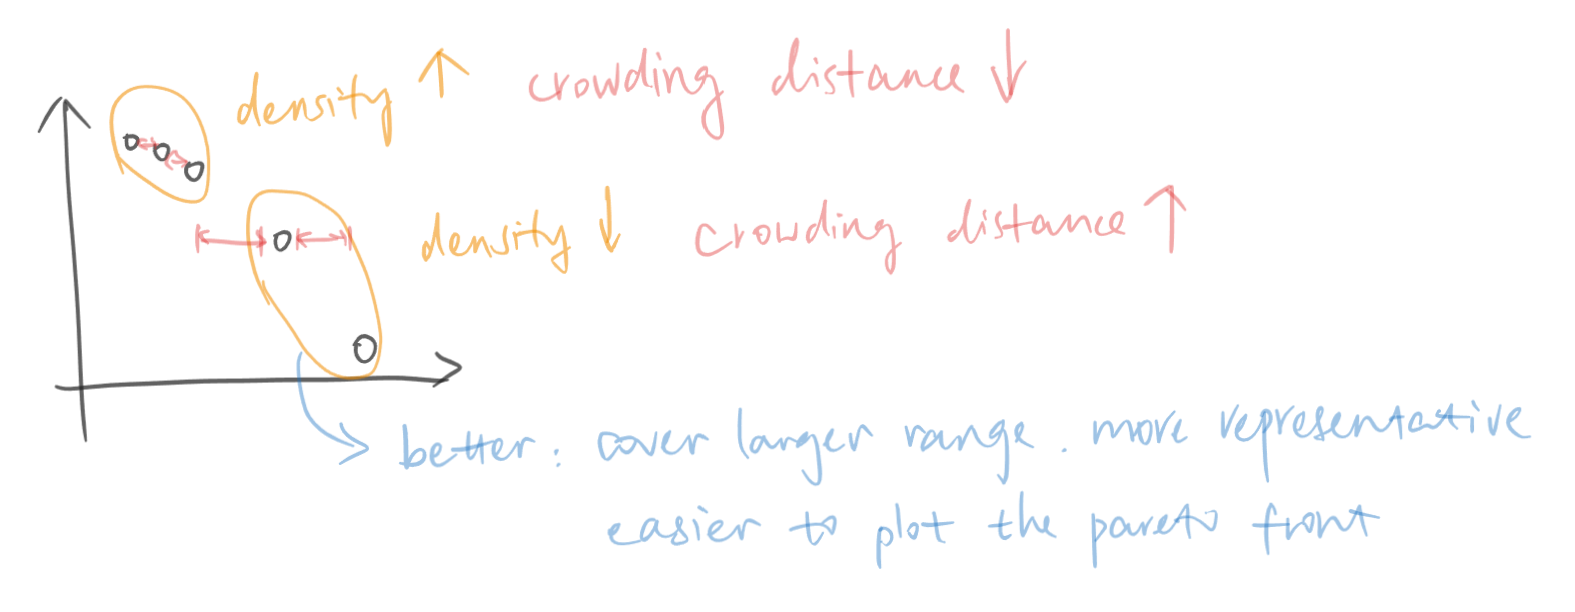 density ↑ crowding distance ↓
density ↓ crowding distance ↑
better: cover larger range. more representative
easier to plot the pareto front